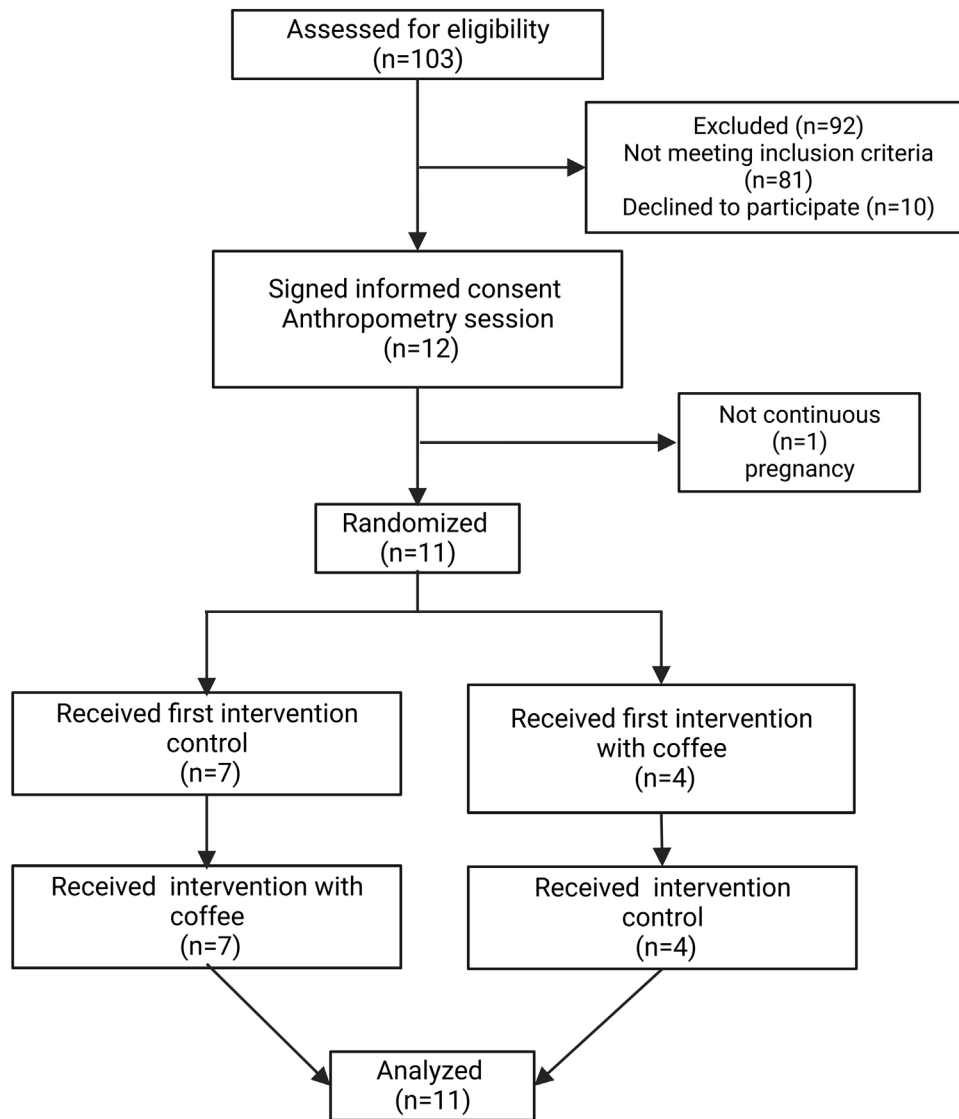 Assessed for eligibility
(n=103)
Excluded (n=92)
Not meeting inclusion criteria
(n=81)
Declined to participate (n=10)
Signed informed consent
Anthropometry session
(n=12)
Not continuous
(n=1)
pregnancy
Randomized
(n=11)
Received first intervention
control
(n=7)
Received first intervention
with coffee
(n=4)
Received intervention with
coffee
(n=7)
Received intervention
control
(n=4)
Analyzed
(n=11)